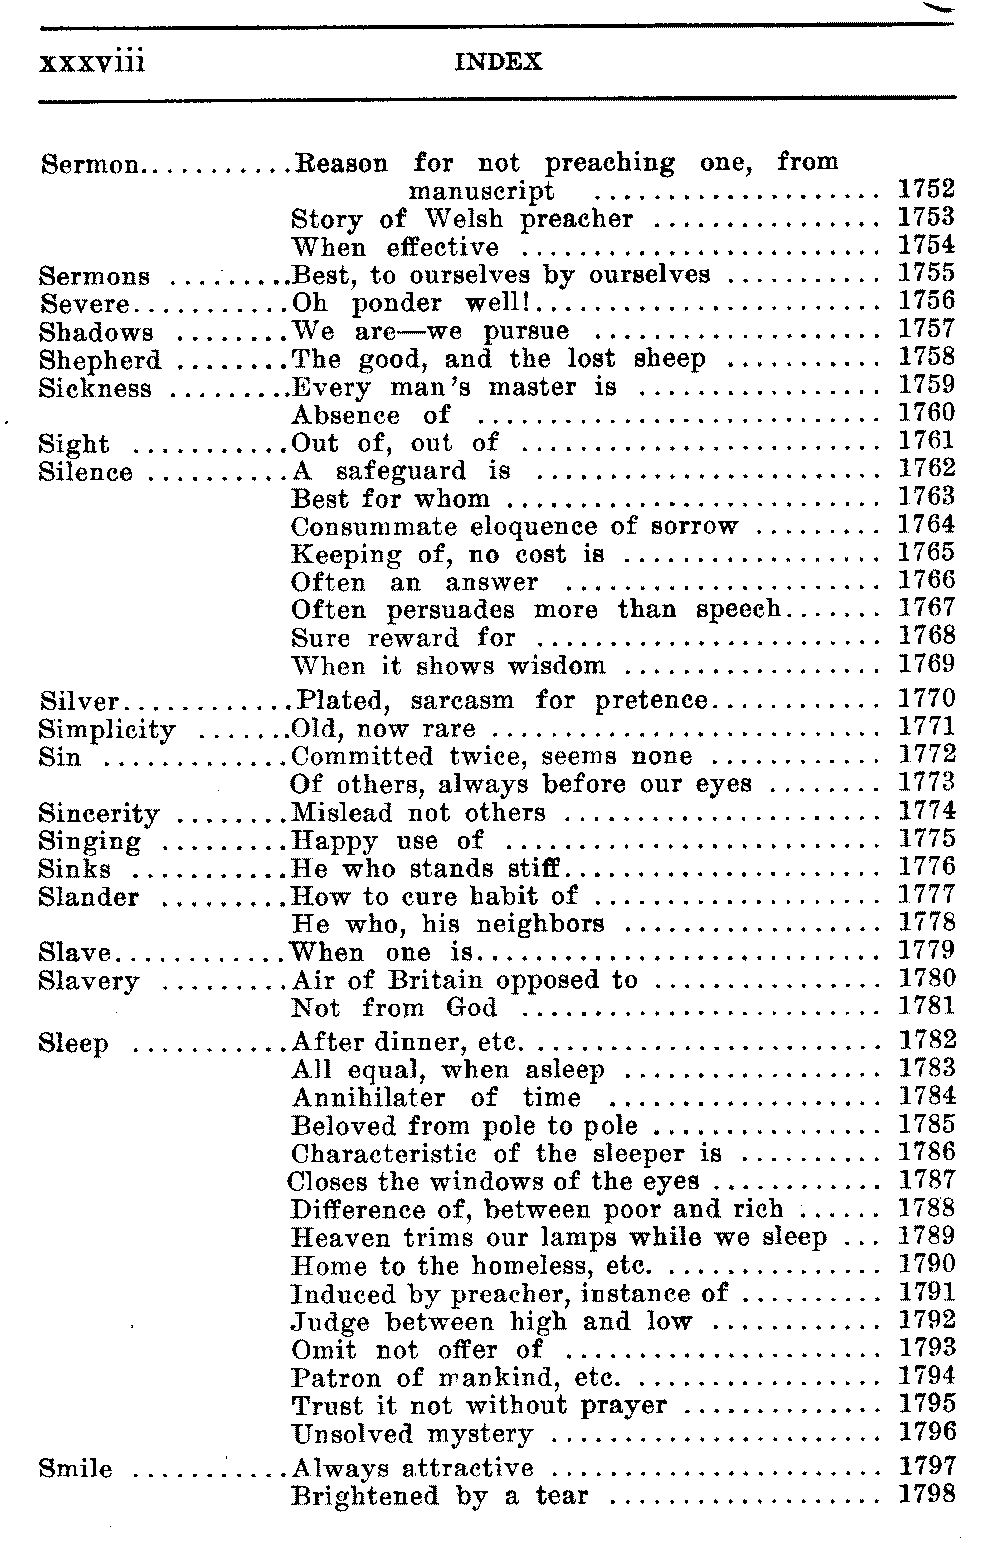 xxxviii INDEX
Sermon...........Reason for not preaching one, from
manuscript .................... 1752
Story of Welsh preacher ................ 1753
When effective ......................... 1754
Sermons .........Best, to ourselves by ourselves ........... 1755
Severe...........Oh ponder well!........................ 1756
Shadows ........We are—we pursue .................... 1757
Shepherd ........The good, and the lost sheep ........... 1758
Sickness .........Every man's master is ................. 1759
Absence of ............................ 1760
Sight ...........Out of, out of ......................... 1761
Silence ..........A safeguard is ........................ 1762
Best for whom .......................... 1763
Consummate eloquence of sorrow ......... 1764
Keeping of, no cost is .................. 1765
Often an answer ...................... 1766
Often persuades more than speech....... 1767
Sure reward for ........................ 1768
When it shows wisdom .................. 1769
Silver............Plated, sarcasm for pretence............ 1770
Simplicity .......Old, now rare ........................... 1771
Sin .............Committed twice, seems none ............ 1772
Of others, always before our eyes ........ 1773
Sincerity ........Mislead not others ...................... 1774
Singing .........Happy use of .......................... 1775
Sinks ...........He who stands stiff...................... 1776
Slander .........How to cure habit of .................... 1777
He who, his neighbors .................. 1778
Slave............When one is............................ 1779
Slavery .........Air of Britain opposed to ................ 1780
Not from God ......................... 1781
Sleep ...........After dinner, etc. ........................ 1782
All equal, when asleep .................. 1783
Annihilater of time ................... 1784
Beloved from pole to pole ................ 1785
Characteristic of the sleeper is .......... 1786
Closes the windows of the eyes ............ 1787
Difference of, between poor and rich ...... 1788
Heaven trims our lamps while we sleep ... 1789
Home to the homeless, etc. ............... 1790
Induced by preacher, instance of .......... 1791
Judge between high and low ............ 1792
Omit not offer of ...................... 1793
Patron of mankind, etc. ................. 1794
Trust it not without prayer .............. 1795
Unsolved mystery ....................... 1796
Smile ...........Always attractive ....................... 1797
Brightened by a tear ................... 1798